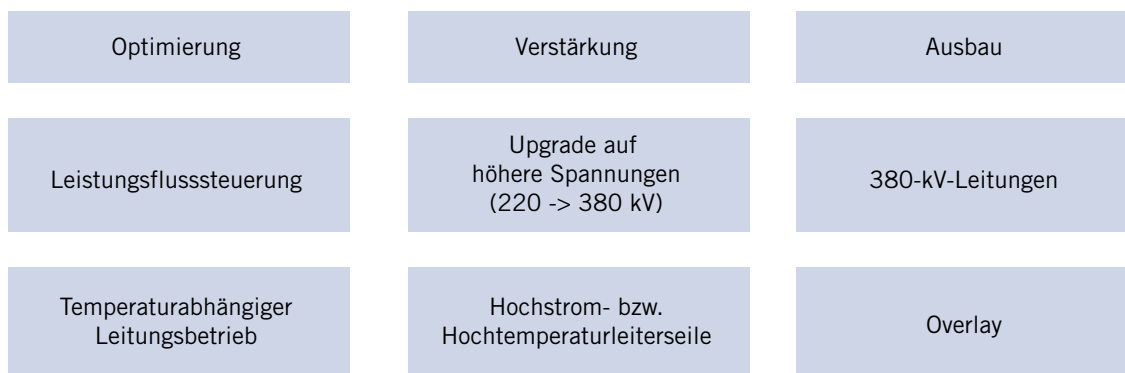 Optimierung
Verstärkung
Ausbau
Leistungsflusssteuerung
Upgrade auf
höhere Spannungen
(220 -> 380 kV)
380-kV-Leitungen
Temperaturabhängiger
Leitungsbetrieb
Hochstrom- bzw.
Hochtemperaturleiterseile
Overlay